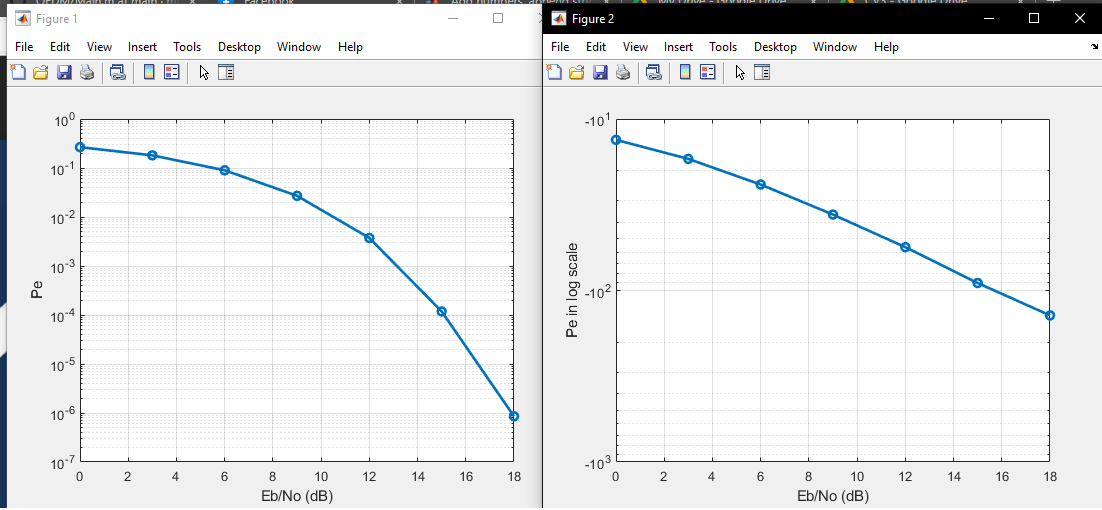 Facebook
Figure 1
File Edit View Insert Tools Desktop Window Help
10^0
10^-1
10^-2
10^-3
10^-4
10^-5
10^-6
10^-7
Pe
0 2 4 6 8 10 12 14 16 18
Eb/No (dB)
Figure 2
File Edit View Insert Tools Desktop Window Help
-10^1
-10^2
-10^3
Pe in log scale
0 2 4 6 8 10 12 14 16 18
Eb/No (dB)